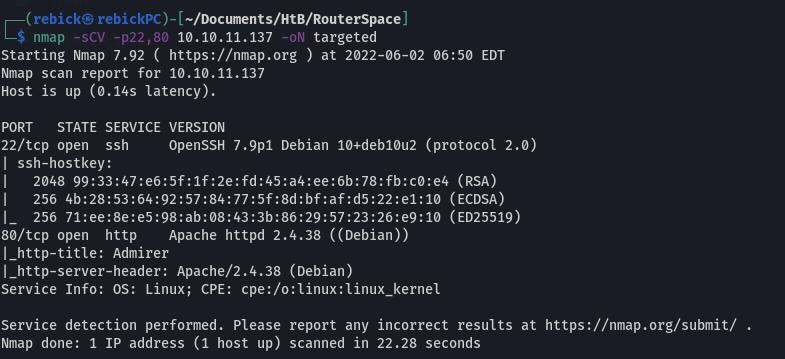 ┌──(rebick㉿rebickPC)-[~/Documents/HtB/RouterSpace]
└─$ nmap -sCV -p22,80 10.10.11.137 -oN targeted
Starting Nmap 7.92 ( https://nmap.org ) at 2022-06-02 06:50 EDT
Nmap scan report for 10.10.11.137
Host is up (0.14s latency).

PORT   STATE SERVICE VERSION
22/tcp open  ssh     OpenSSH 7.9p1 Debian 10+deb10u2 (protocol 2.0)
| ssh-hostkey:
|   2048 99:33:47:e6:5f:1f:2e:fd:45:a4:ee:6b:78:fb:c0:e4 (RSA)
|   256 4b:28:53:64:92:57:84:77:5f:8d:bf:af:d5:22:e1:10 (ECDSA)
|_  256 71:ee:8e:e5:98:ab:08:43:3b:86:29:57:23:26:e9:10 (ED25519)
80/tcp open  http    Apache httpd 2.4.38 ((Debian))
|_http-title: Admirer
|_http-server-header: Apache/2.4.38 (Debian)
Service Info: OS: Linux; CPE: cpe:/o:linux:linux_kernel

Service detection performed. Please report any incorrect results at https://nmap.org/submit/ .
Nmap done: 1 IP address (1 host up) scanned in 22.28 seconds